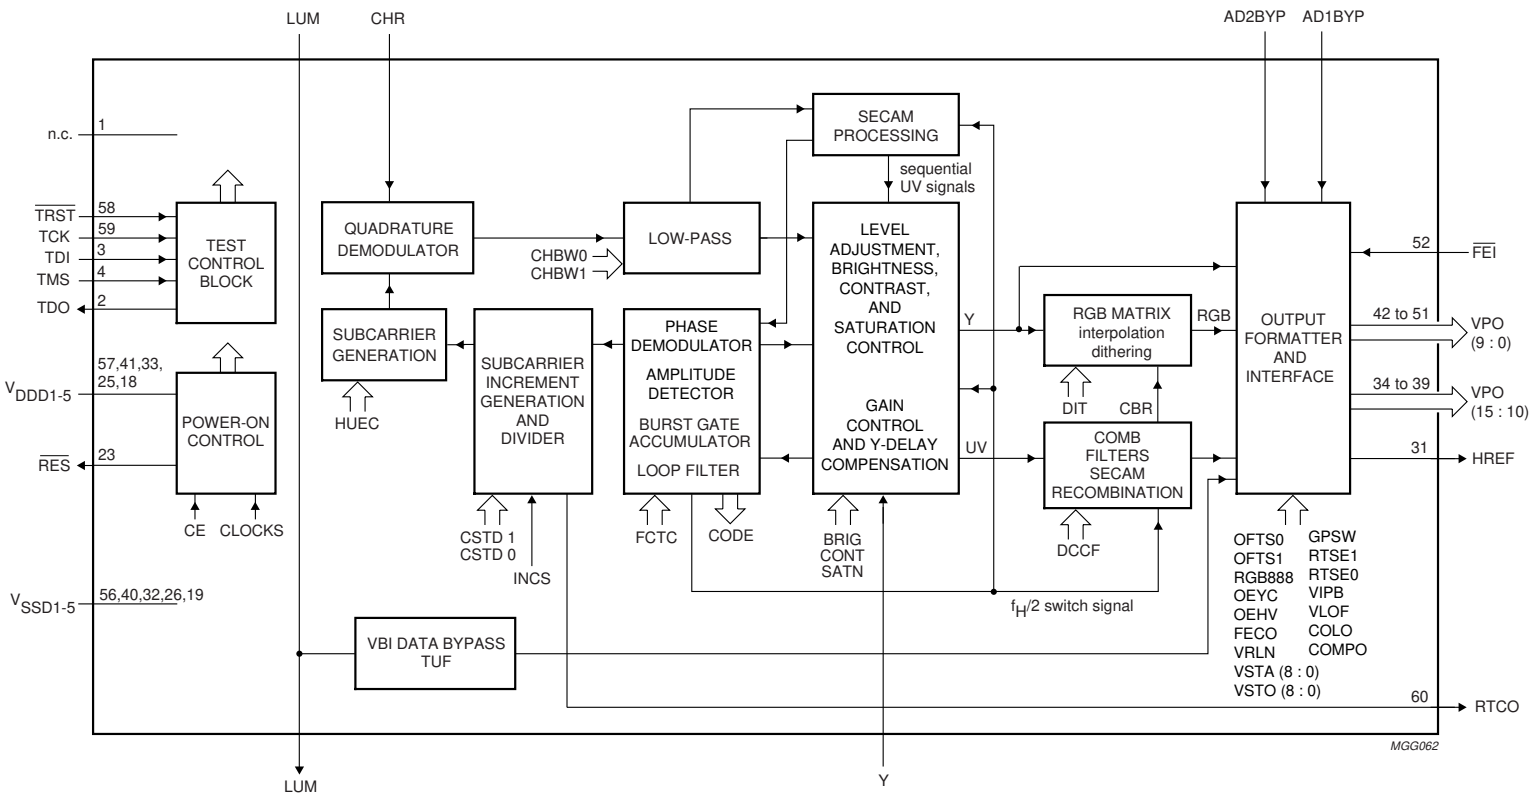 LUM
CHR
AD2BYP
AD1BYP
n.c.
1
TRST
58
TCK
59
TDI
3
TMS
4
TDO
2
TEST
CONTROL
BLOCK
VDDD1-5
57,41,33,
25,18
RES
23
POWER-ON
CONTROL
CE
CLOCKS
VSSD1-5
56,40,32,26,19
QUADRATURE
DEMODULATOR
SUBCARRIER
GENERATION
HUEC
LOW-PASS
CHBW0
CHBW1
SECAM
PROCESSING
sequential
UV signals
SUBCARRIER
INCREMENT
GENERATION
AND
DIVIDER
CSTD 1
CSTD 0
INCS
PHASE
DEMODULATOR
AMPLITUDE
DETECTOR
BURST GATE
ACCUMULATOR
LOOP FILTER
FCTC
CODE
LEVEL
ADJUSTMENT,
BRIGHTNESS,
CONTRAST,
AND
SATURATION
CONTROL
GAIN
CONTROL
AND Y-DELAY
COMPENSATION
BRIG
CONT
SATN
Y
UV
RGB MATRIX
interpolation
dithering
RGB
DIT
CBR
COMB
FILTERS
SECAM
RECOMBINATION
DCCF
fH/2 switch signal
OUTPUT
FORMATTER
AND
INTERFACE
52
FEI
42 to 51
VPO
(9 : 0)
34 to 39
VPO
(15 : 10)
31
HREF
OFTS0
OFTS1
RGB888
OEYC
OEHV
FECO
VRLN
VSTA (8 : 0)
VSTO (8 : 0)
GPSW
RTSE1
RTSE0
VIPB
VLOF
COLO
COMPO
VBI DATA BYPASS
TUF
60
RTCO
MGG062
LUM
Y